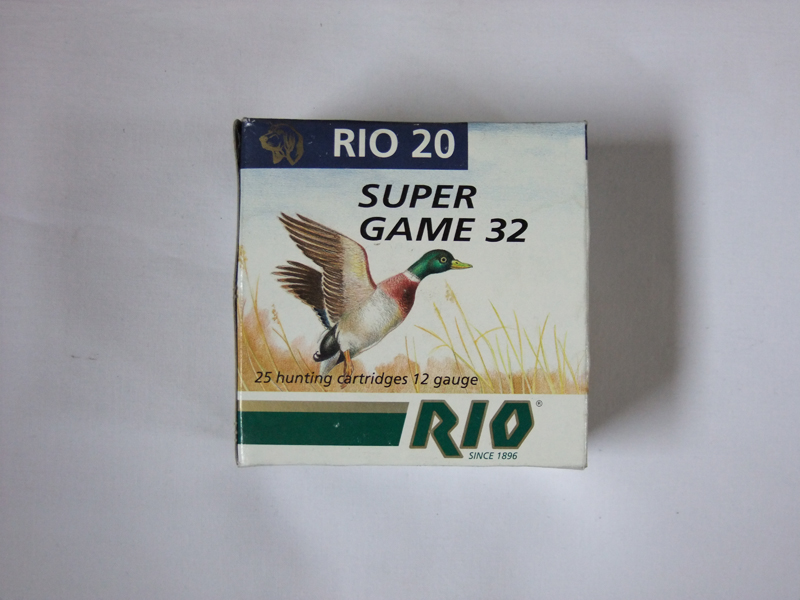 RIO 20
SUPER
GAME 32
25 hunting cartridges 12 gauge
RIO®
SINCE 1896